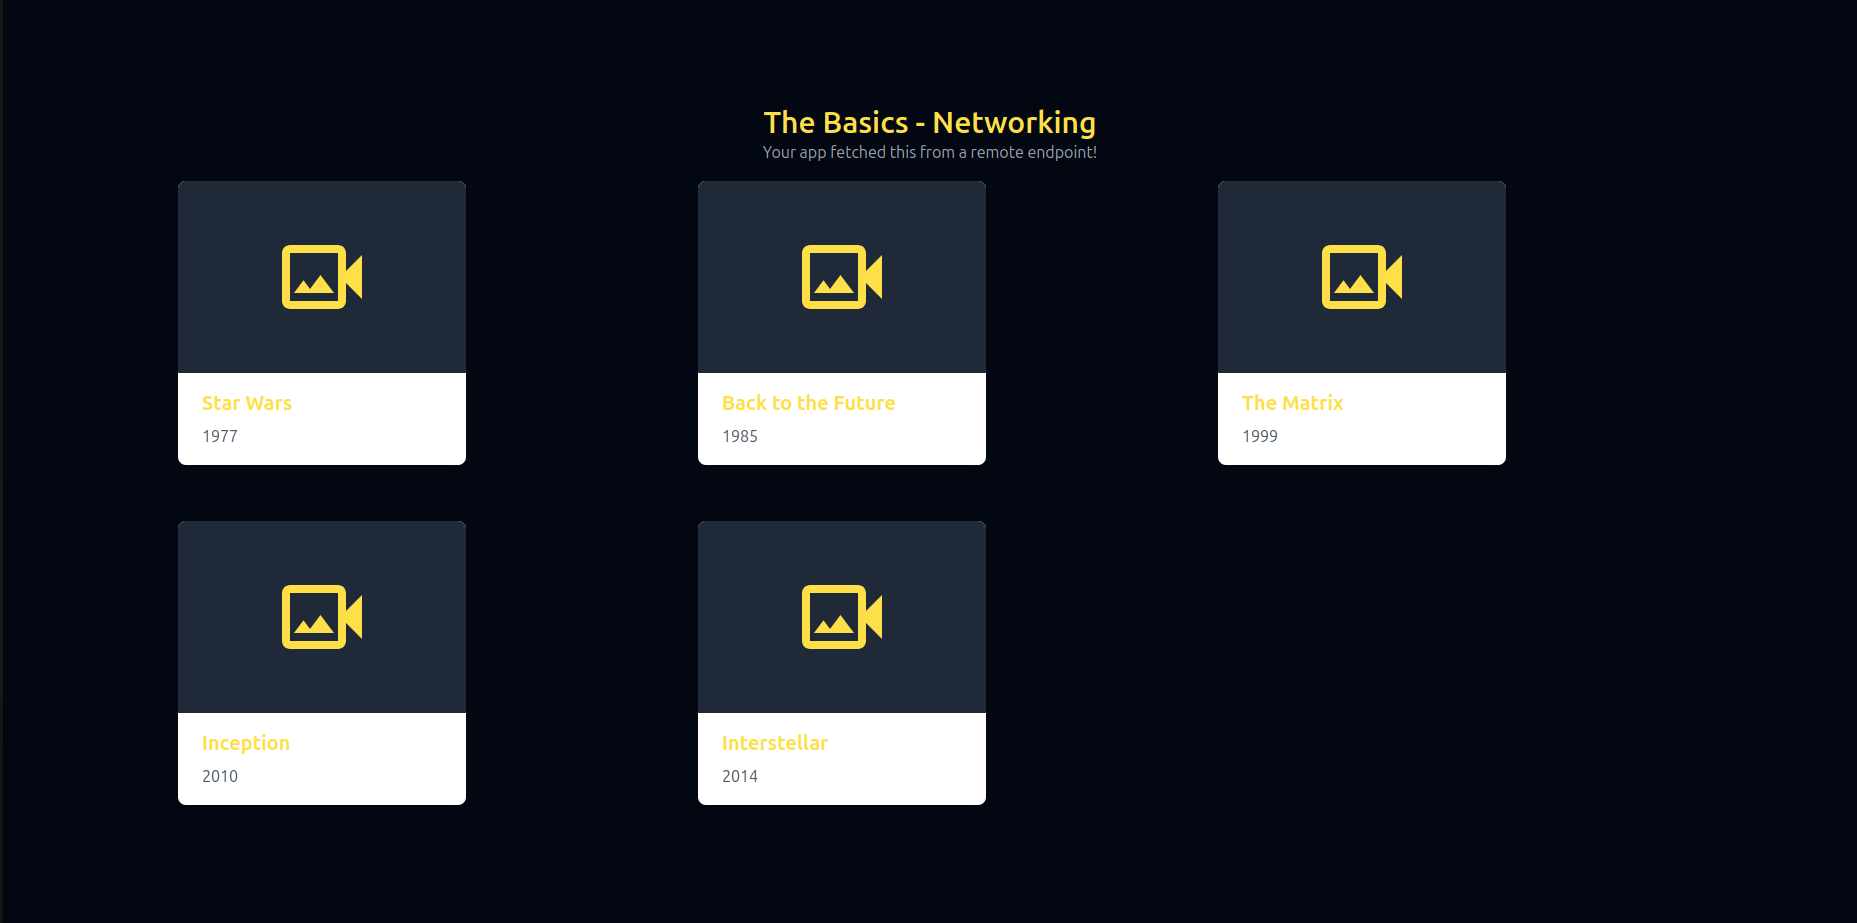 The Basics - Networking
Your app fetched this from a remote endpoint!
Star Wars
1977
Back to the Future
1985
The Matrix
1999
Inception
2010
Interstellar
2014